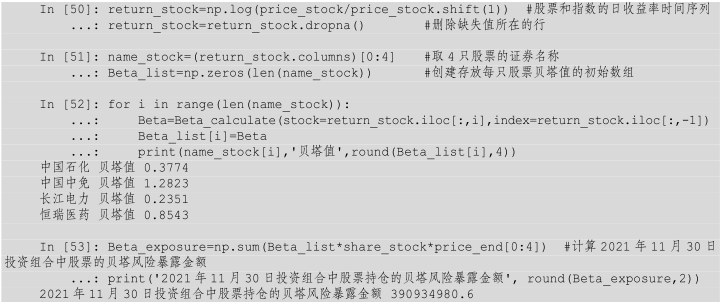 In [50]: return_stock=np.log(price_stock/price_stock.shift(1)) #股票和指数的日收益率时间序列
...: return_stock=return_stock.dropna() #删除缺失值所在的行
In [51]: name_stock=(return_stock.columns)[0:4] #取 4 只股票的证券名称
...: Beta_list=np.zeros(len(name_stock)) #创建存放每只股票贝塔值的初始数组
In [52]: for i in range(len(name_stock)):
...: Beta=Beta_calculate(stock=return_stock.iloc[:,i],index=return_stock.iloc[:,-1])
...: Beta_list[i]=Beta
...: print(name_stock[i],'贝塔值',round(Beta_list[i],4))
中国石化 贝塔值 0.3774
中国中免 贝塔值 1.2823
长江电力 贝塔值 0.2351
恒瑞医药 贝塔值 0.8543
In [53]: Beta_exposure=np.sum(Beta_list*share_stock*price_end[0:4]) #计算 2021 年 11 月 30 日
投资组合中股票的贝塔风险暴露金额
...: print('2021 年 11 月 30 日投资组合中股票持仓的贝塔风险暴露金额', round(Beta_exposure,2))
2021 年 11 月 30 日投资组合中股票持仓的贝塔风险暴露金额 390934980.6